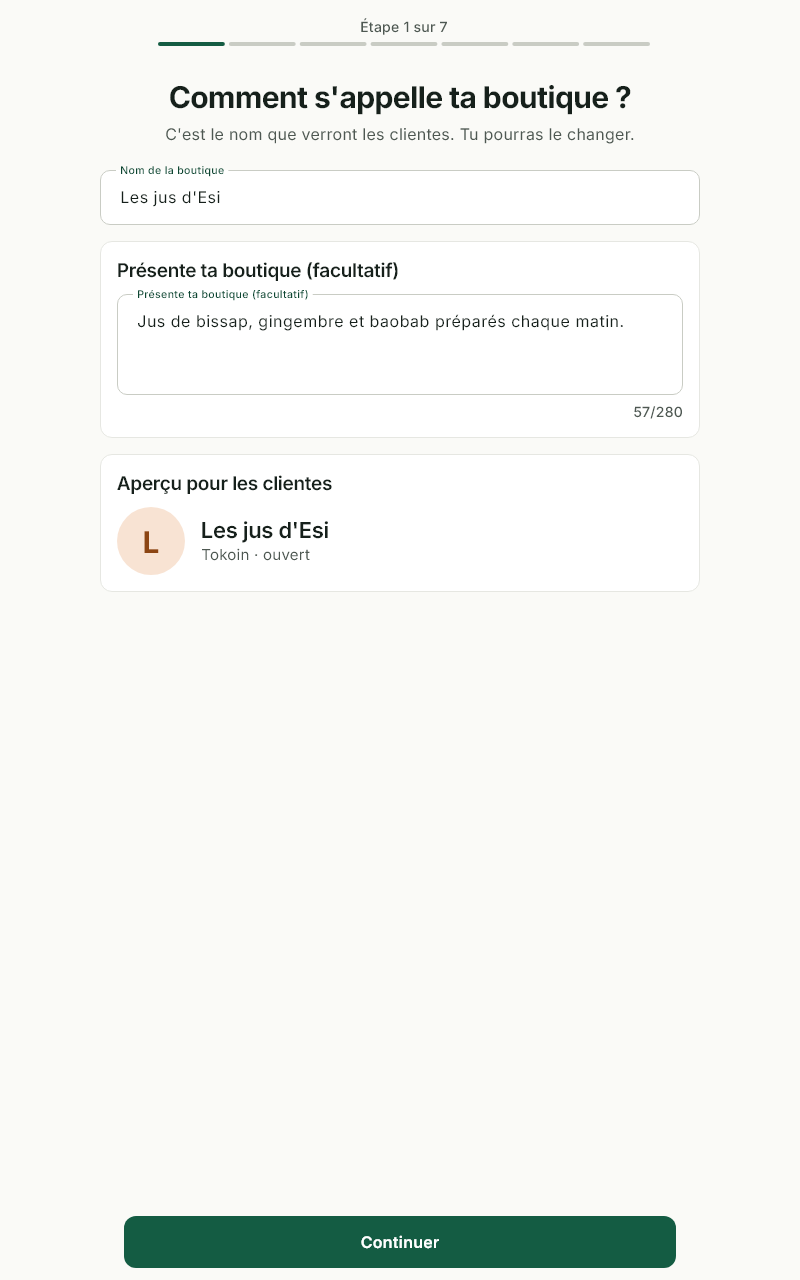 Étape 1 sur 7
Comment s'appelle ta boutique ?
C'est le nom que verront les clientes. Tu pourras le changer.
Nom de la boutique
Les jus d'Esi
Présente ta boutique (facultatif)
Présente ta boutique (facultatif)
Jus de bissap, gingembre et baobab préparés chaque matin.
57/280
Aperçu pour les clientes
L
Les jus d'Esi
Tokoin · ouvert
Continuer